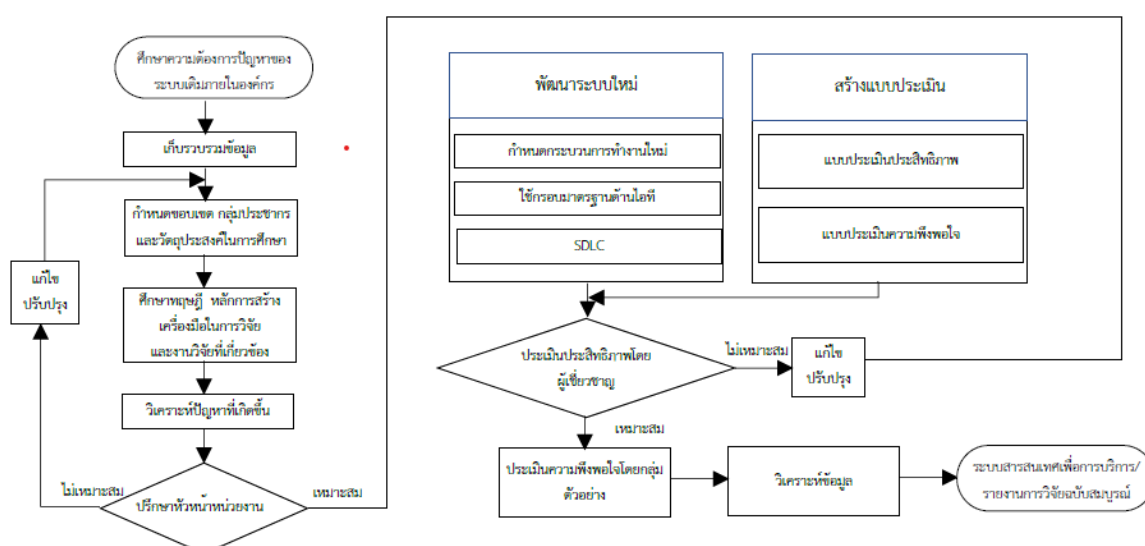 ศึกษาความต้องการปัญหาของ
ระบบเดิมภายในองค์กร
เก็บรวบรวมข้อมูล
กำหนดขอบเขต กลุ่มประชากร
และวัตถุประสงค์ในการศึกษา
แก้ไข
ปรับปรุง
ศึกษาทฤษฎี หลักการสร้าง
เครื่องมือในการวิจัย
และงานวิจัยที่เกี่ยวข้อง
วิเคราะห์ปัญหาที่เกิดขึ้น
ไม่เหมาะสม
ปรึกษาหัวหน้าหน่วยงาน
เหมาะสม
พัฒนาระบบใหม่
กำหนดกระบวนการทำงานใหม่
ใช้กรอบมาตรฐานด้านไอที
SDLC
สร้างแบบประเมิน
แบบประเมินประสิทธิภาพ
แบบประเมินความพึงพอใจ
ประเมินประสิทธิภาพโดย
ผู้เชี่ยวชาญ
ไม่เหมาะสม
แก้ไข
ปรับปรุง
เหมาะสม
ประเมินความพึงพอใจโดยกลุ่ม
ตัวอย่าง
วิเคราะห์ข้อมูล
ระบบสารสนเทศเพื่อการบริการ/
รายงานการวิจัยฉบับสมบูรณ์